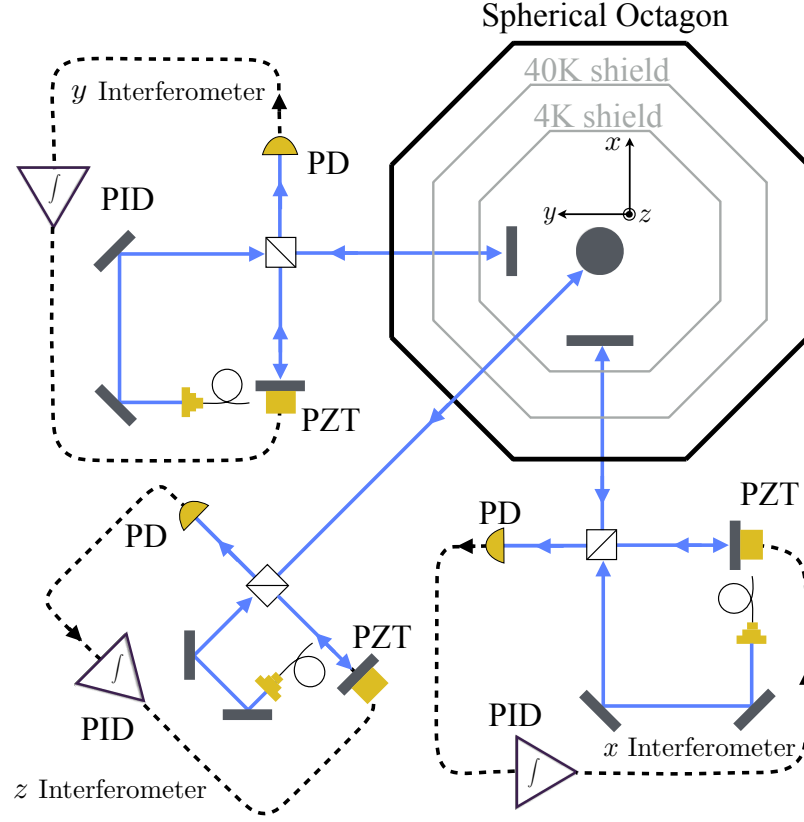 Spherical Octagon
40K shield
4K shield
x
y
z
y Interferometer
PD
PID
∫
PZT
PD
PZT
PID
∫
z Interferometer
PD
PZT
PID
∫
x Interferometer